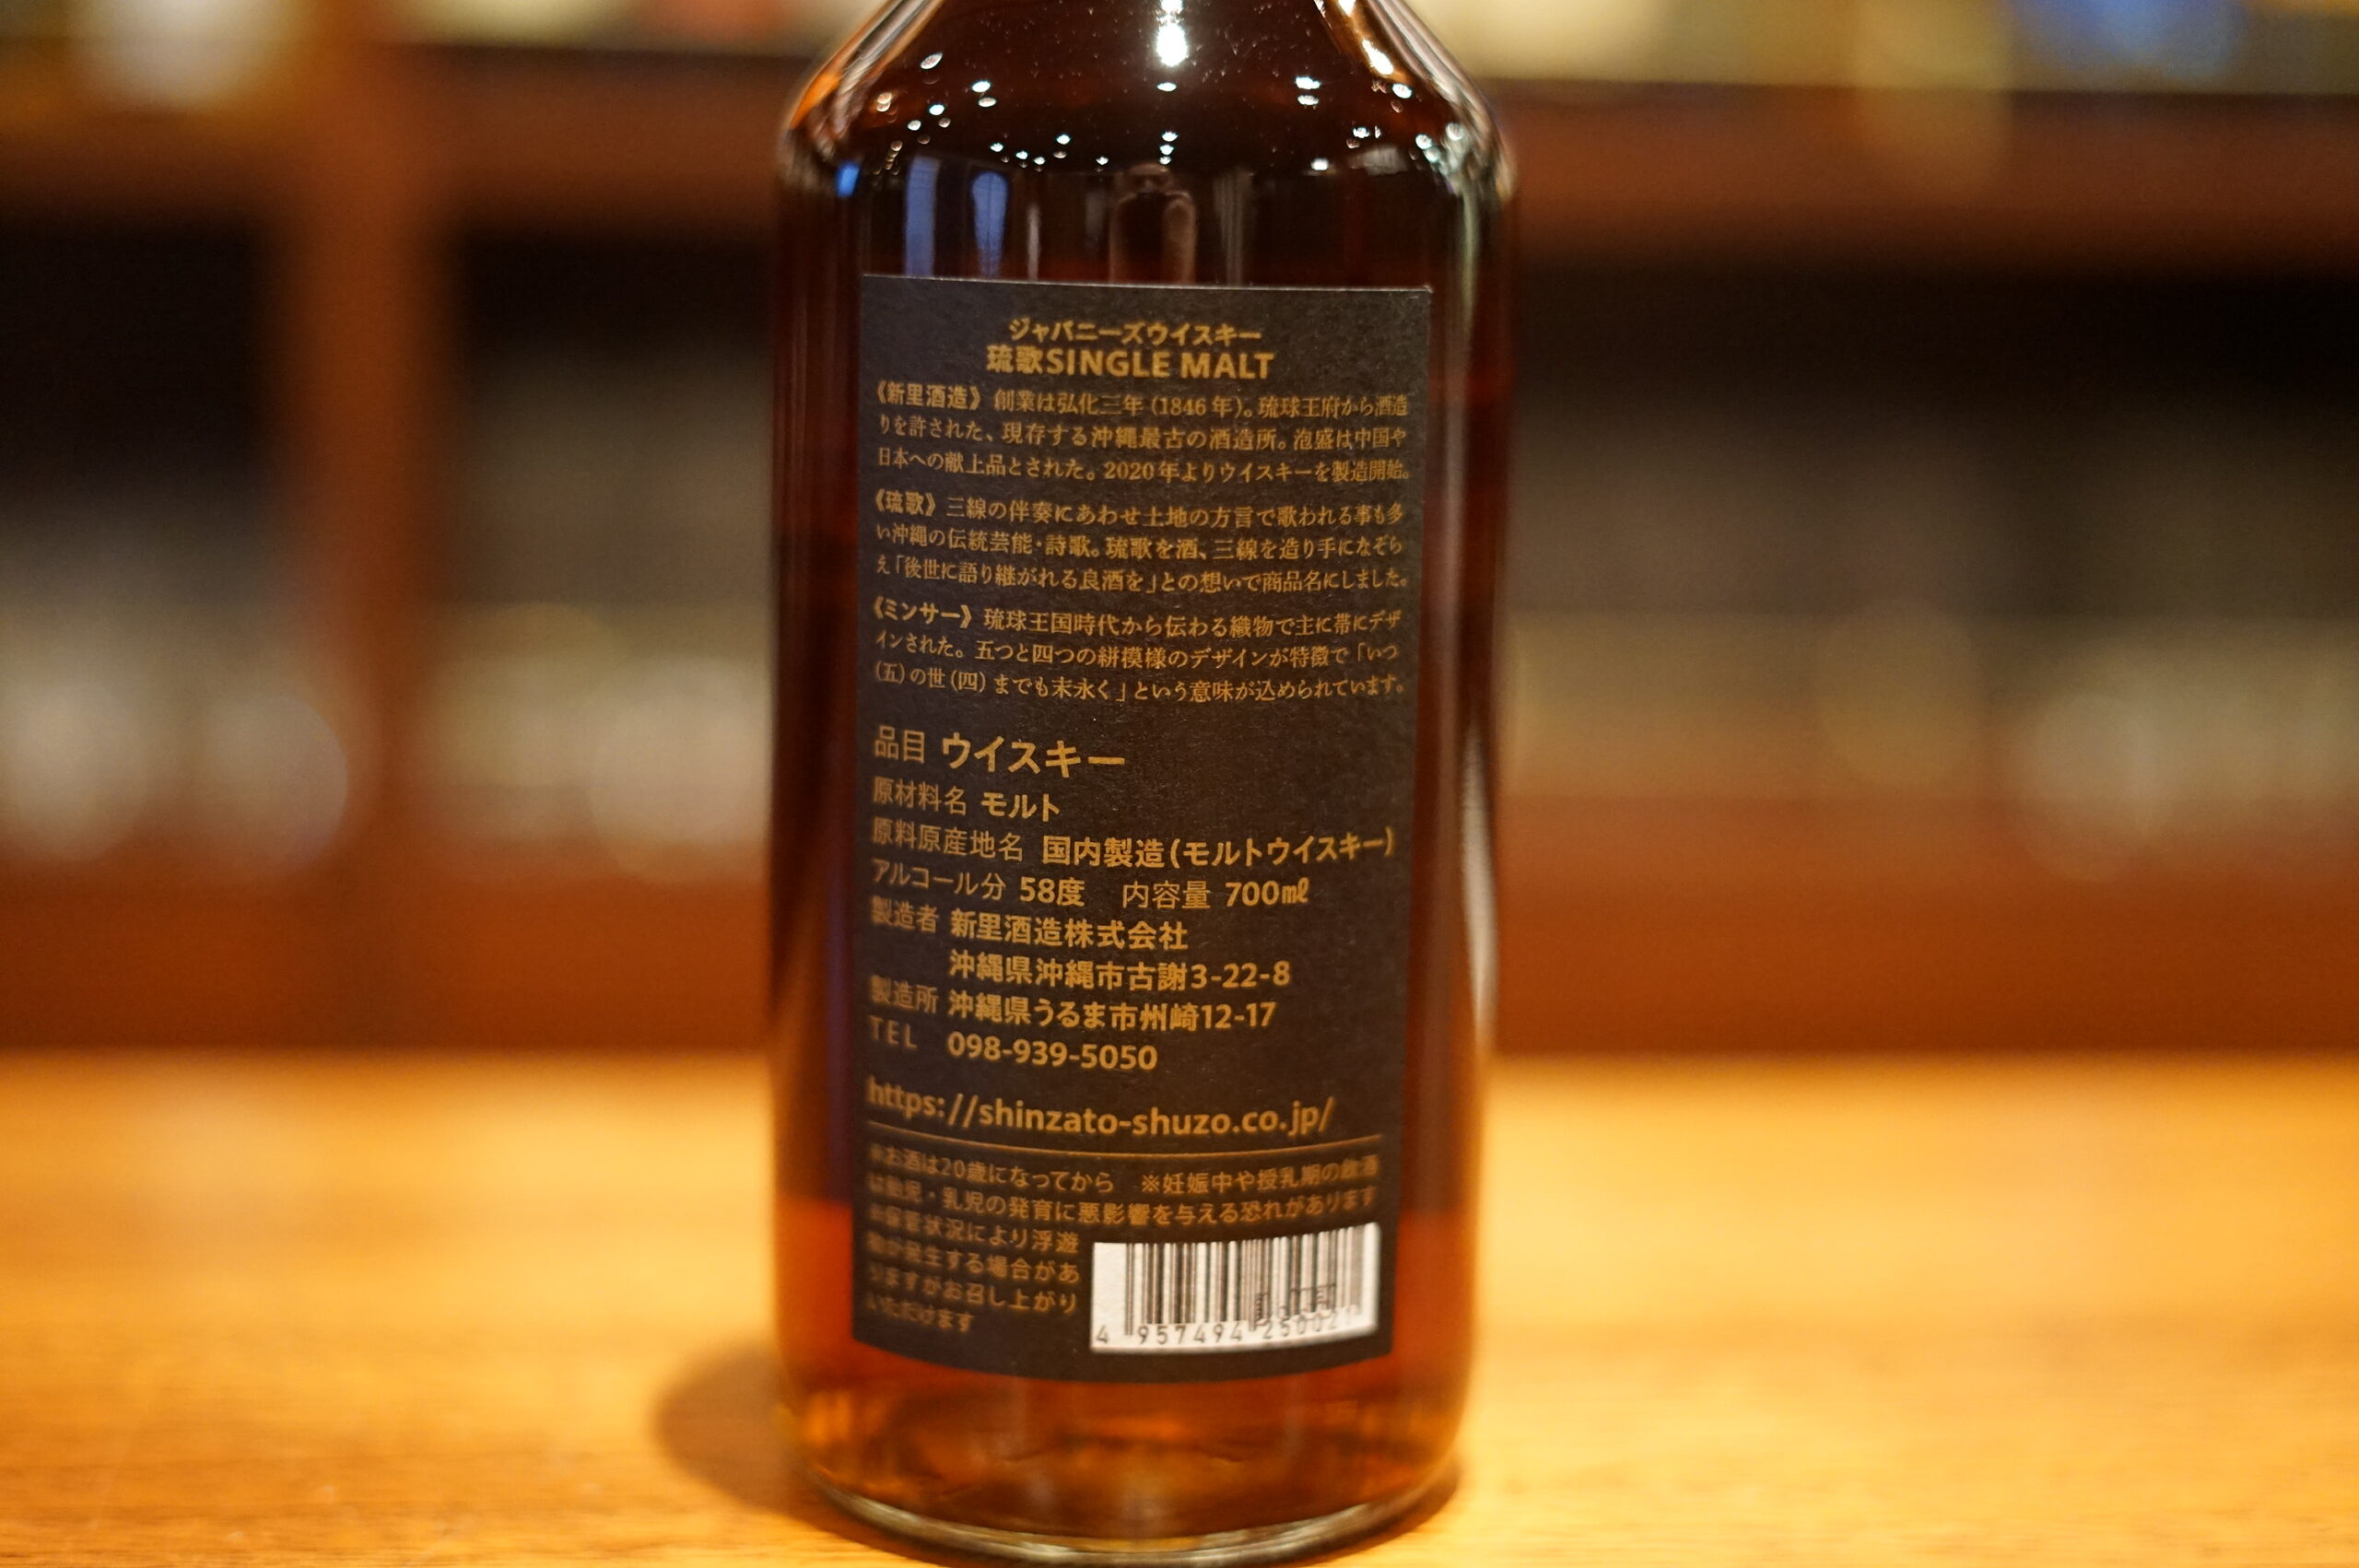 ジャパニーズウイスキー
琉歌SINGLE MALT
《新里酒造》 創業は弘化三年 (1846 年)。琉球王府から酒造
りを許された、現存する沖縄最古の酒造所。泡盛は中国や
日本への献上品とされた。2020 年よりウイスキーを製造開始。
《琉歌》 三線の伴奏にあわせ土地の方言で歌われる事も多
い沖縄の伝統芸能・詩歌。琉歌を酒、三線を造り手になぞら
え「後世に語り継がれる良酒を」との想いで商品名にしました。
《ミンサー》 琉球王国時代から伝わる織物で主に帯にデザ
インされた。五つと四つの絣模様のデザインが特徴で「いつ
(五) の世 (四) までも末永く」という意味が込められています。
品目 ウイスキー
原材料名 モルト
原料原産地名 国内製造(モルトウイスキー)
アルコール分 58度 内容量 700㎖
製造者 新里酒造株式会社
沖縄県沖縄市古謝3-22-8
製造所 沖縄県うるま市州崎12-17
TEL 098-939-5050
https://shinzato-shuzo.co.jp/
※お酒は20歳になってから ※妊娠中や授乳期の飲酒
は胎児・乳児の発育に悪影響を与える恐れがあります
※保管状況により浮遊
物が発生する場合があ
りますがお召し上がり
いただけます
4 957494 250021